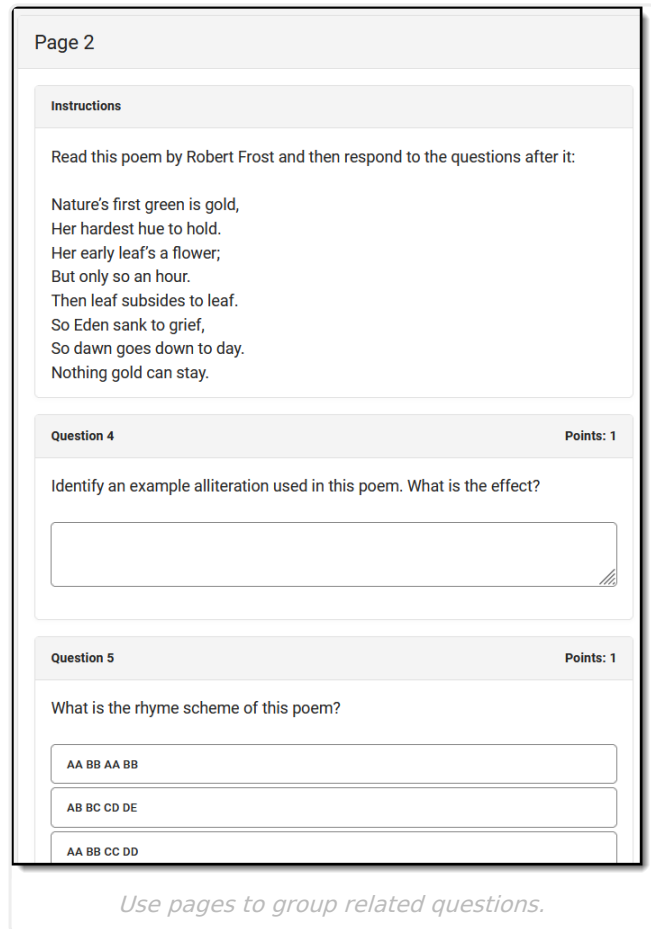 Page 2
Instructions
Read this poem by Robert Frost and then respond to the questions after it:
Nature’s first green is gold,
Her hardest hue to hold.
Her early leaf’s a flower;
But only so an hour.
Then leaf subsides to leaf.
So Eden sank to grief,
So dawn goes down to day.
Nothing gold can stay.
Question 4 Points: 1
Identify an example alliteration used in this poem. What is the effect?
Question 5 Points: 1
What is the rhyme scheme of this poem?
AA BB AA BB
AB BC CD DE
AA BB CC DD
Use pages to group related questions.